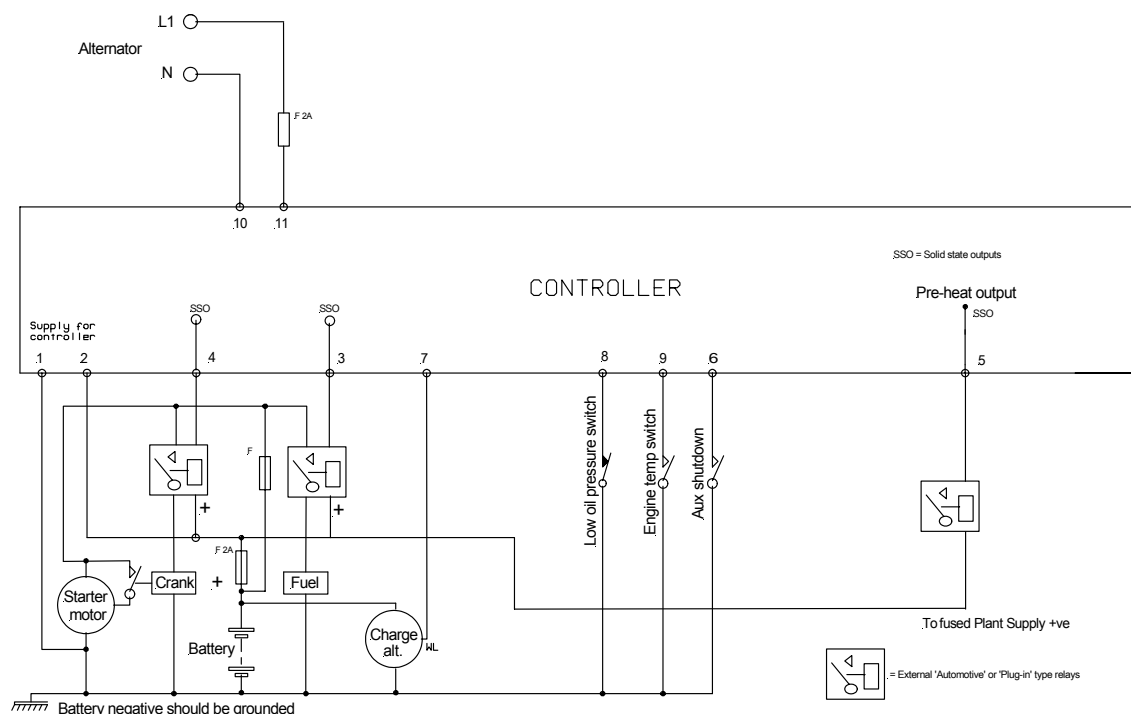 L1
Alternator
N
F 2A
10
11
SSO = Solid state outputs
CONTROLLER
Pre-heat output
SSO
SSO
SSO
Supply for
controller
1
2
4
3
7
8
9
6
5
Low oil pressure switch
Engine temp switch
Aux shutdown
F
+
+
F 2A
Crank
+
Fuel
Starter
motor
Charge
alt.
WL
Battery
To fused Plant Supply +ve
= External 'Automotive' or 'Plug-in' type relays
Battery negative should be grounded